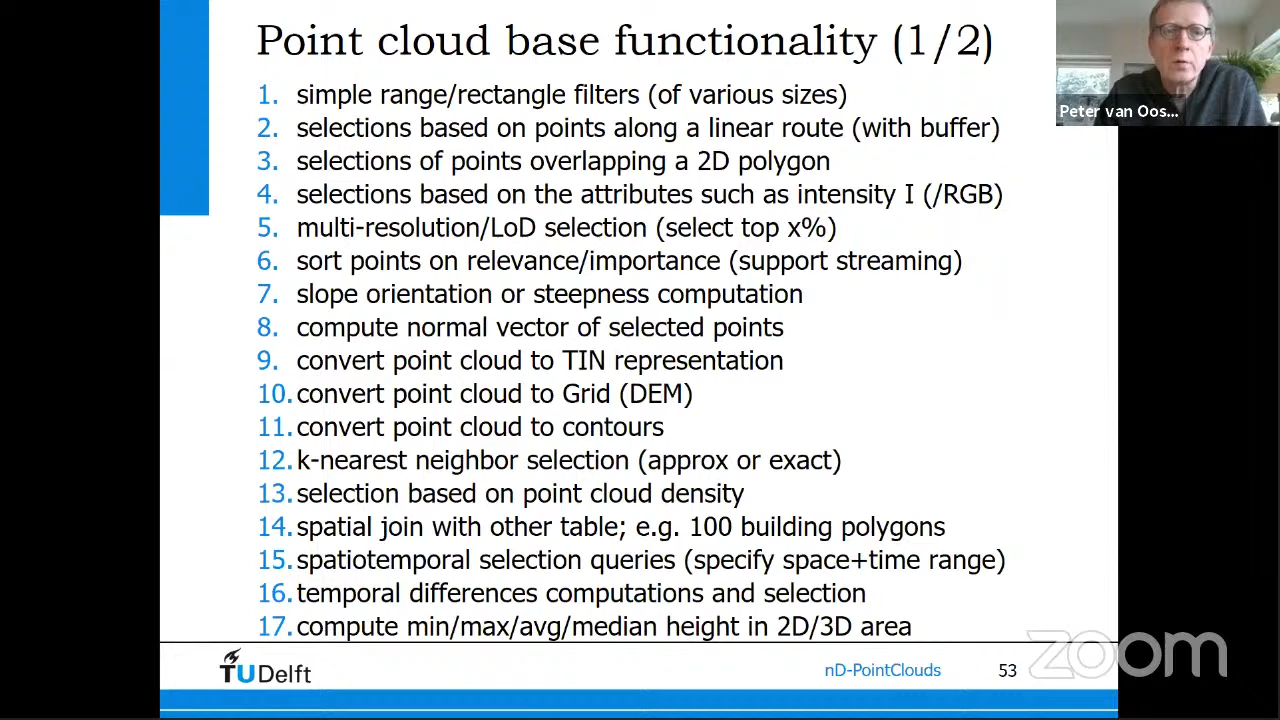 Point cloud base functionality (1/2)
1. simple range/rectangle filters (of various sizes)
2. selections based on points along a linear route (with buffer)
3. selections of points overlapping a 2D polygon
4. selections based on the attributes such as intensity I (/RGB)
5. multi-resolution/LoD selection (select top x%)
6. sort points on relevance/importance (support streaming)
7. slope orientation or steepness computation
8. compute normal vector of selected points
9. convert point cloud to TIN representation
10. convert point cloud to Grid (DEM)
11. convert point cloud to contours
12. k-nearest neighbor selection (approx or exact)
13. selection based on point cloud density
14. spatial join with other table; e.g. 100 building polygons
15. spatiotemporal selection queries (specify space+time range)
16. temporal differences computations and selection
17. compute min/max/avg/median height in 2D/3D area
TUDelft
nD-PointClouds
53
zoom
Peter van Oos...